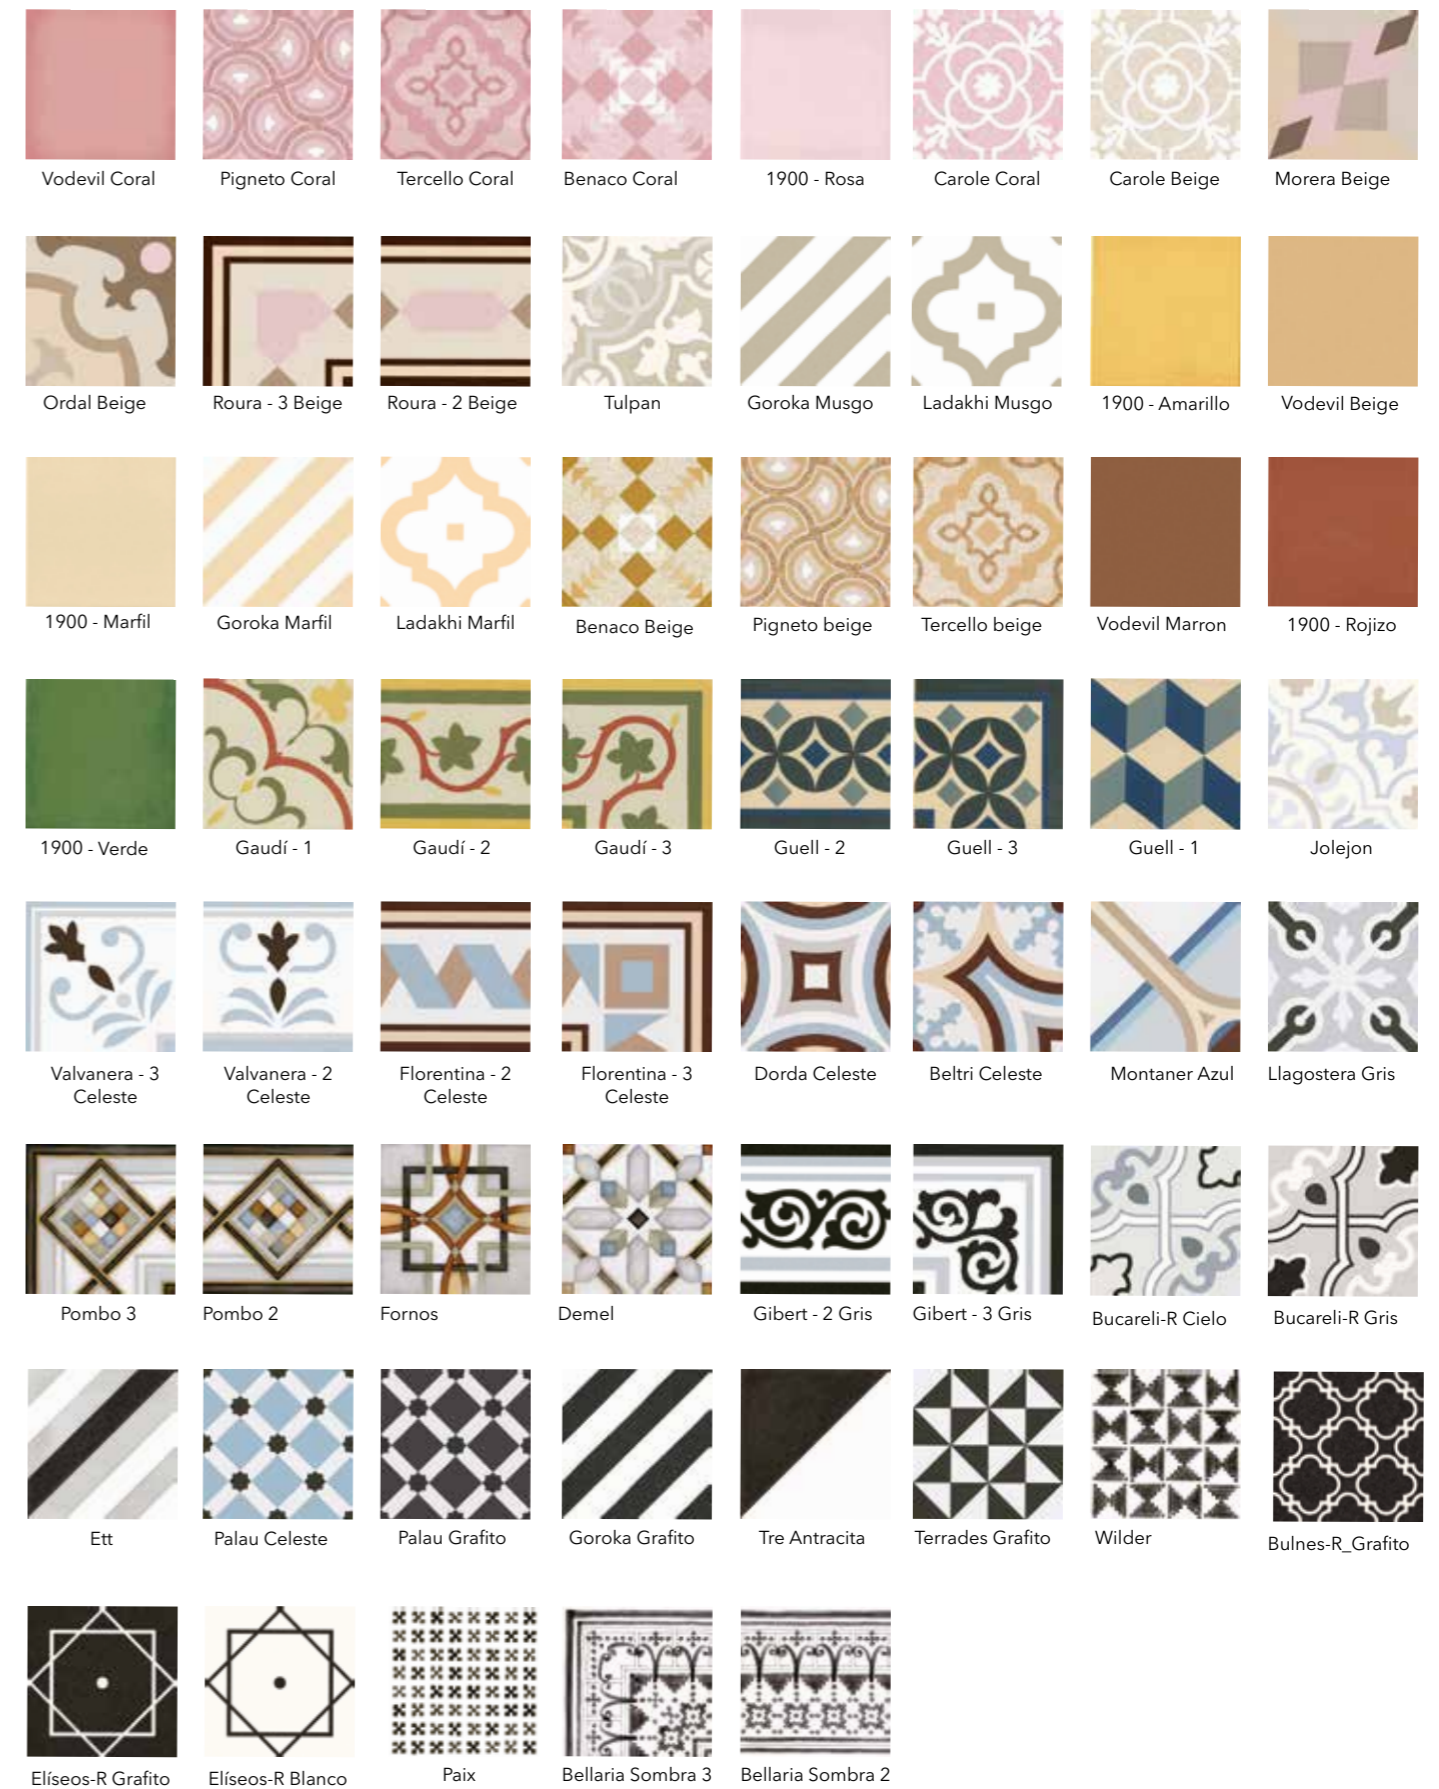 Vodevil Coral
Pigneto Coral
Tercello Coral
Benaco Coral
1900 - Rosa
Carole Coral
Carole Beige
Morera Beige
Ordal Beige
Roura - 3 Beige
Roura - 2 Beige
Tulpan
Goroka Musgo
Ladakhi Musgo
1900 - Amarillo
Vodevil Beige
1900 - Marfil
Goroka Marfil
Ladakhi Marfil
Benaco Beige
Pigneto beige
Tercello beige
Vodevil Marron
1900 - Rojizo
1900 - Verde
Gaudí - 1
Gaudí - 2
Gaudí - 3
Guell - 2
Guell - 3
Guell - 1
Jolejon
Valvanera - 3
Celeste
Valvanera - 2
Celeste
Florentina - 2
Celeste
Florentina - 3
Celeste
Dorda Celeste
Beltri Celeste
Montaner Azul
Llagostera Gris
Pombo 3
Pombo 2
Fornos
Demel
Gibert - 2 Gris
Gibert - 3 Gris
Bucareli-R Cielo
Bucareli-R Gris
Ett
Palau Celeste
Palau Grafito
Goroka Grafito
Tre Antracita
Terrades Grafito
Wilder
Bulnes-R_Grafito
Elíseos-R Grafito
Elíseos-R Blanco
Paix
Bellaria Sombra 3
Bellaria Sombra 2